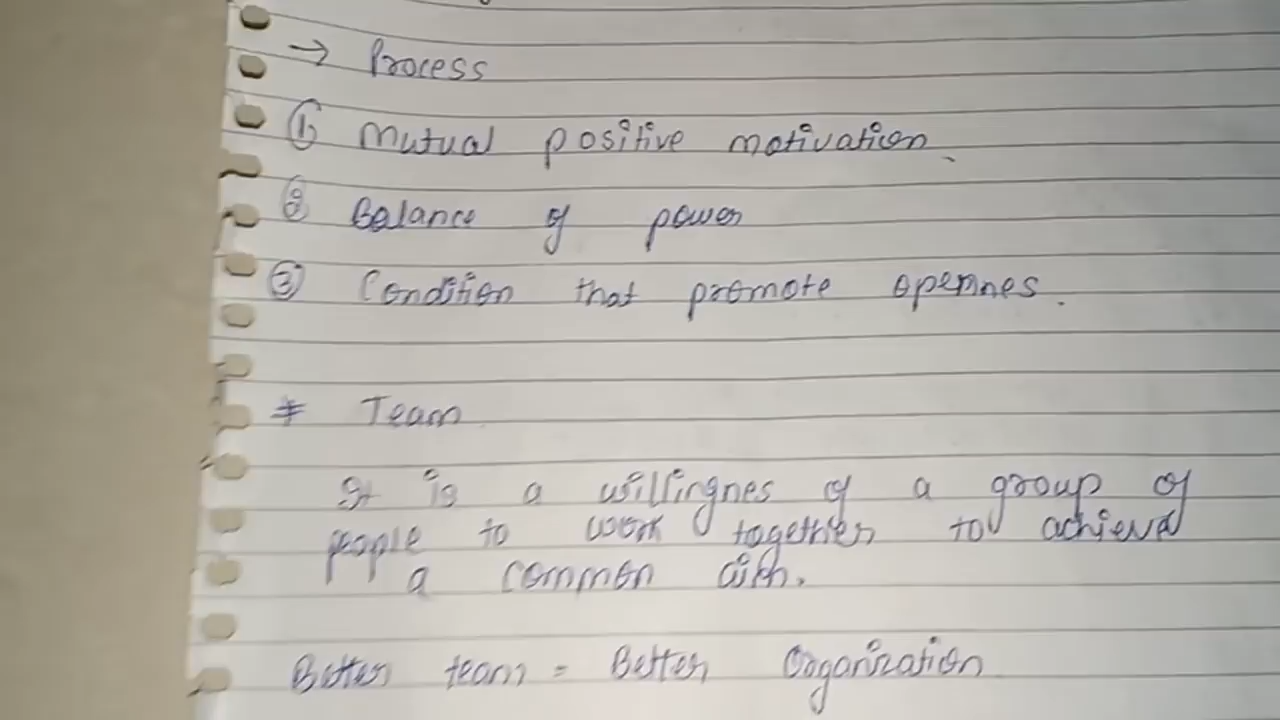 → Process
① Mutual positive motivation.
② Balance of power
③ Condition that promote opennes.
# Team
It is a willingnes of a group of
people to work together to achieve
a common aim.
Better team = Better Organization